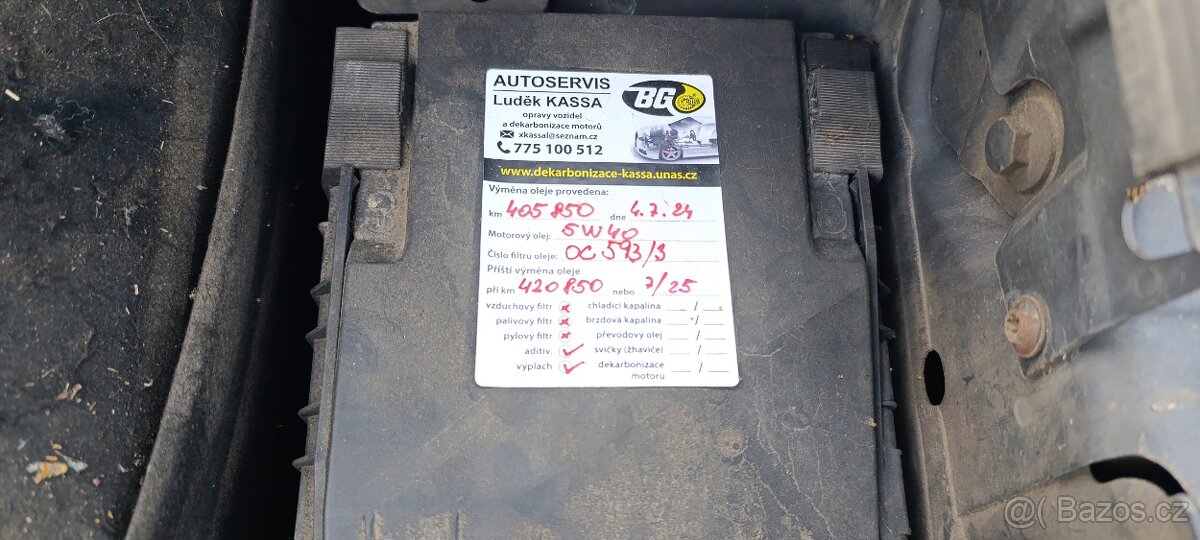 AUTOSERVIS
Luděk KASSA
opravy vozidel
a dekarbonizace motorů
xkassal@seznam.cz
775 100 512
BG
www.dekarbonizace-kassa.unas.cz
Výměna oleje provedena:
km 405 850 dne 4.7.24
Motorový olej: 5W40
Číslo filtru oleje: OC 593/3
Příští výměna oleje
při km 420 850 nebo 7/25
vzduchový filtr x chladící kapalina /
palivový filtr x brzdová kapalina /
pylový filtr x převodový olej /
aditiv. ✓ svíčky (žhaviče) /
vyplach ✓ dekarbonizace motoru /
@ Bazos.cz